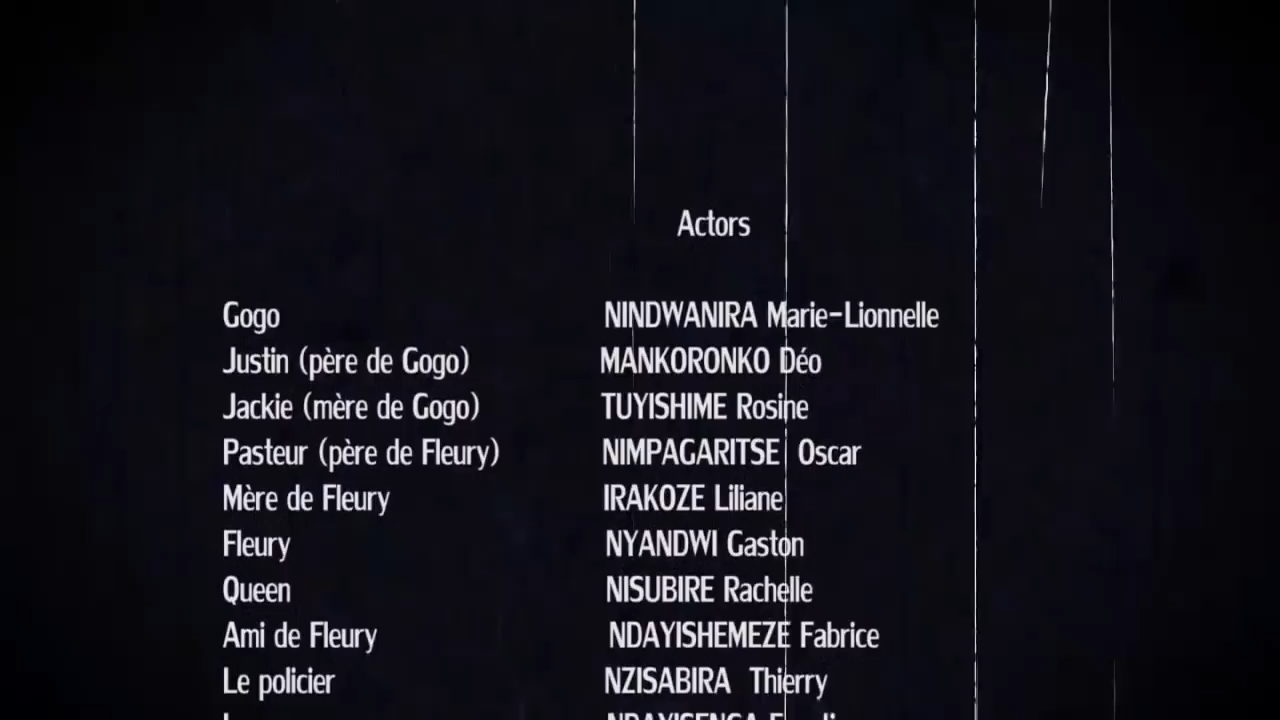 Actors
Gogo NINDWANIRA Marie-Lionnelle
Justin (père de Gogo) MANKORONKO Déo
Jackie (mère de Gogo) TUYISHIME Rosine
Pasteur (père de Fleury) NIMPAGARITSE Oscar
Mère de Fleury IRAKOZE Liliane
Fleury NYANDWI Gaston
Queen NISUBIRE Rachelle
Ami de Fleury NDAYISHEMEZE Fabrice
Le policier NZISABIRA Thierry